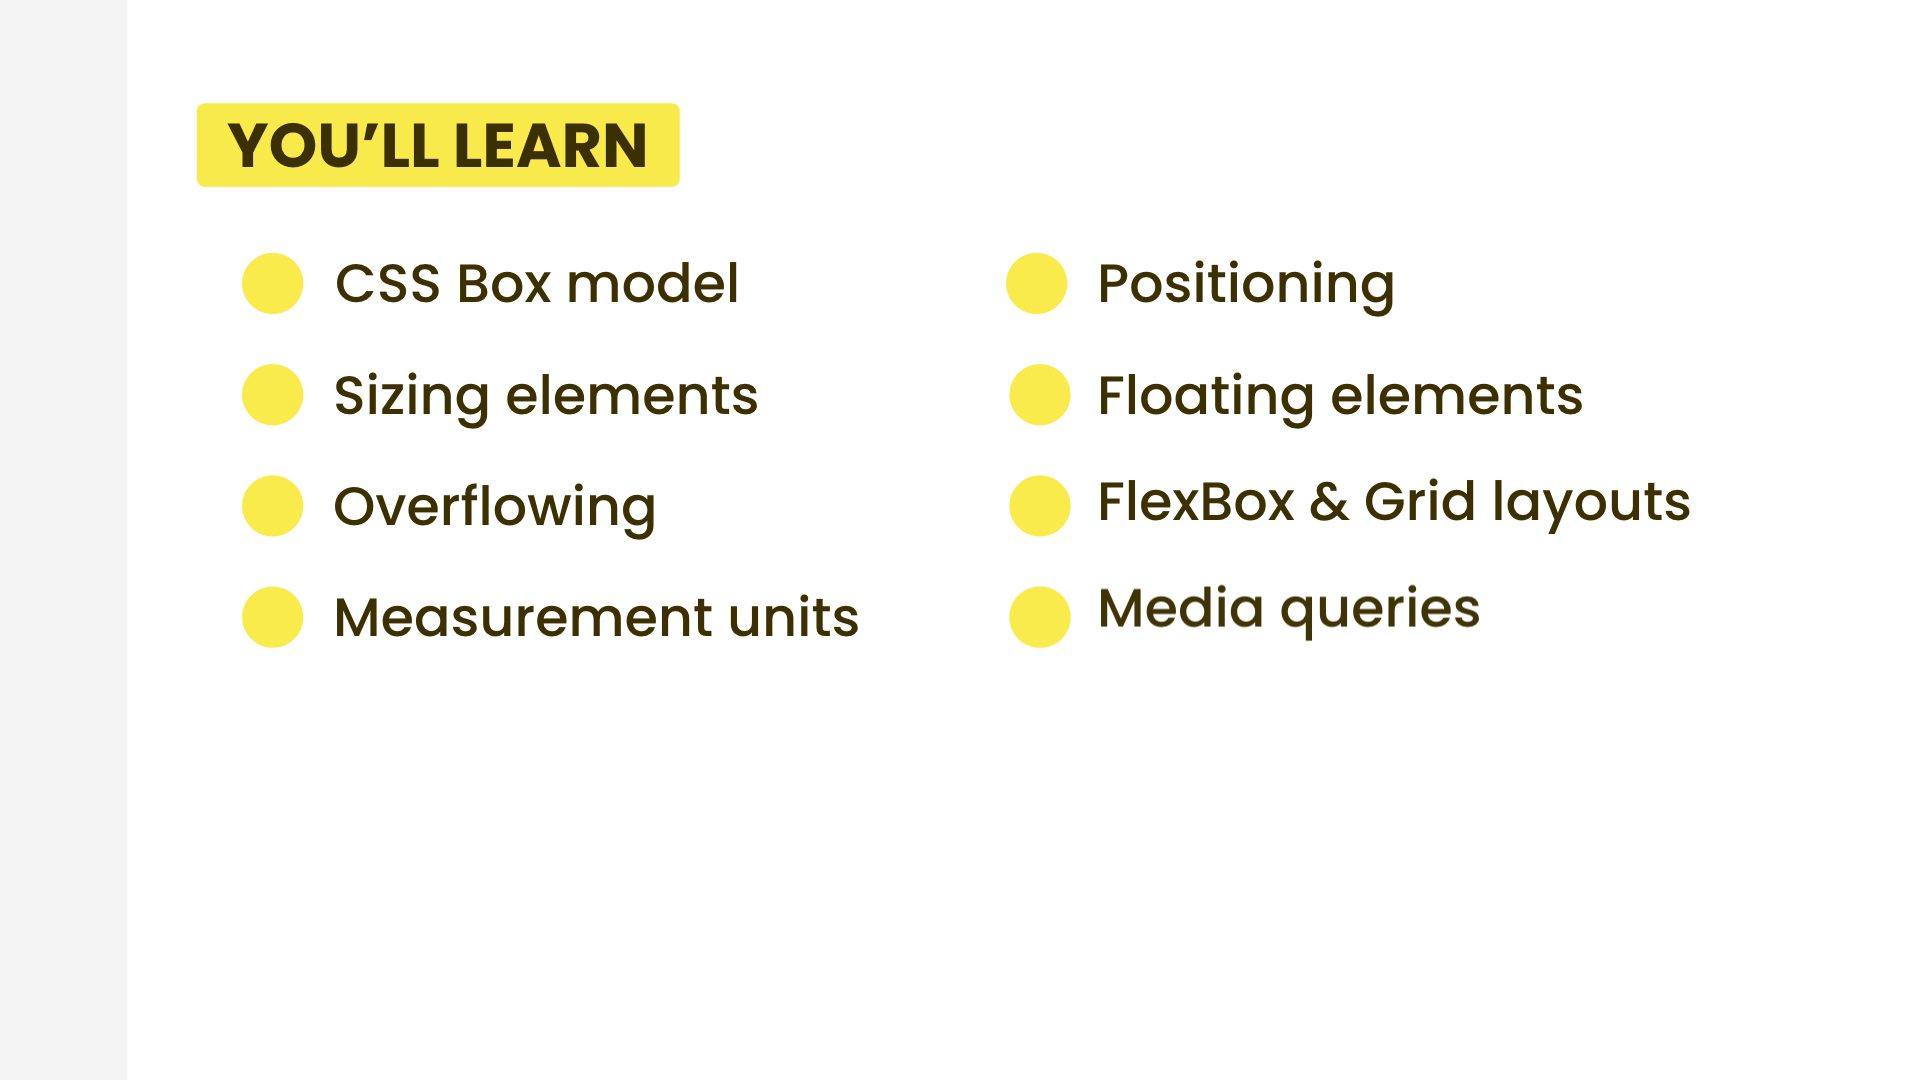 YOU’LL LEARN
CSS Box model
Sizing elements
Overflowing
Measurement units
Positioning
Floating elements
FlexBox & Grid layouts
Media queries